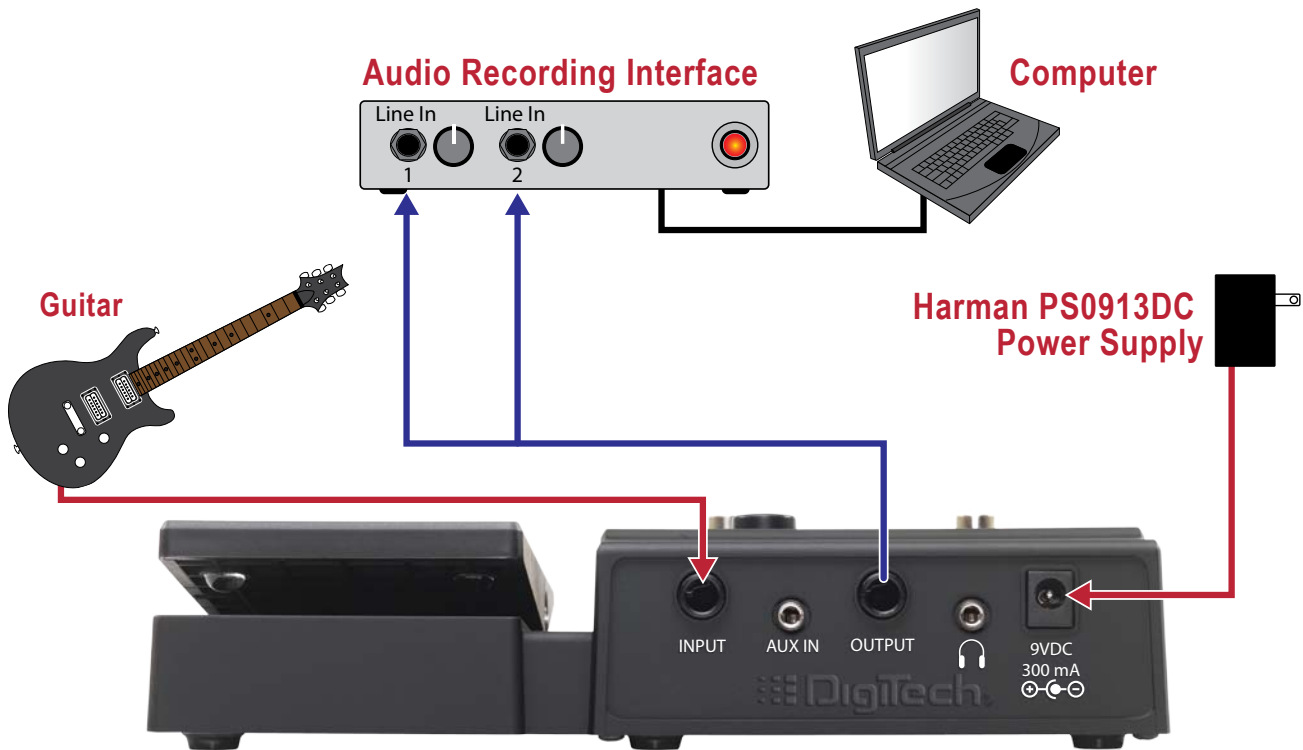 Audio Recording Interface
Computer
Line In
Line In
1
2
Guitar
Harman PS0913DC
Power Supply
INPUT
AUX IN
OUTPUT
9VDC
300 mA
DigiTech